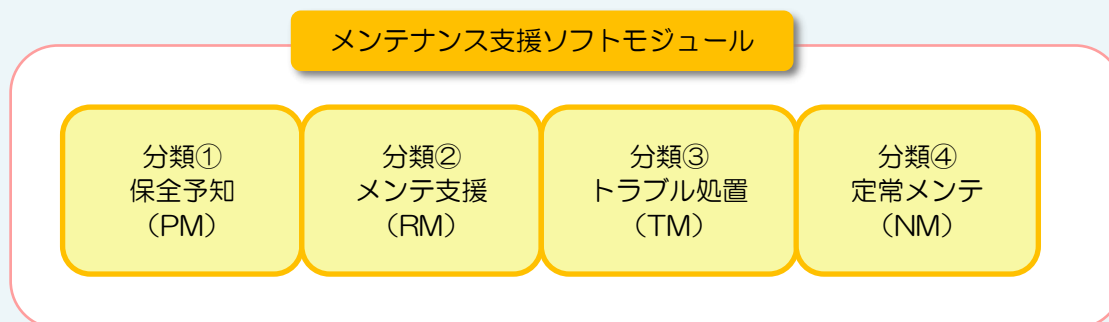 メンテナンス支援ソフトモジュール
分類①
保全予知
（PM）
分類②
メンテ支援
（RM）
分類③
トラブル処置
（TM）
分類④
定常メンテ
（NM）